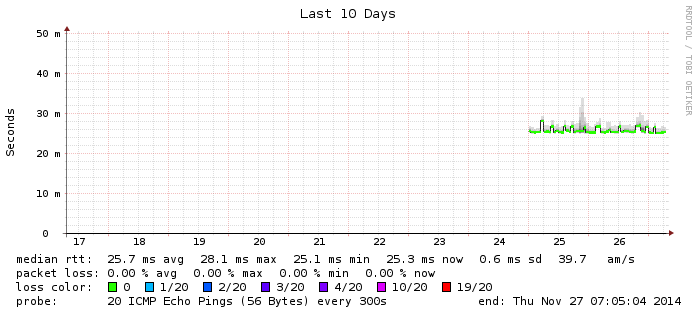 Last 10 Days
RRDTOOL / TOBI OETIKER
Seconds
50 m
40 m
30 m
20 m
10 m
0
17 18 19 20 21 22 23 24 25 26
median rtt: 25.7 ms avg 28.1 ms max 25.1 ms min 25.3 ms now 0.6 ms sd 39.7 am/s
packet loss: 0.00 % avg 0.00 % max 0.00 % min 0.00 % now
loss color: 0 1/20 2/20 3/20 4/20 10/20 19/20
probe: 20 ICMP Echo Pings (56 Bytes) every 300s end: Thu Nov 27 07:05:04 2014